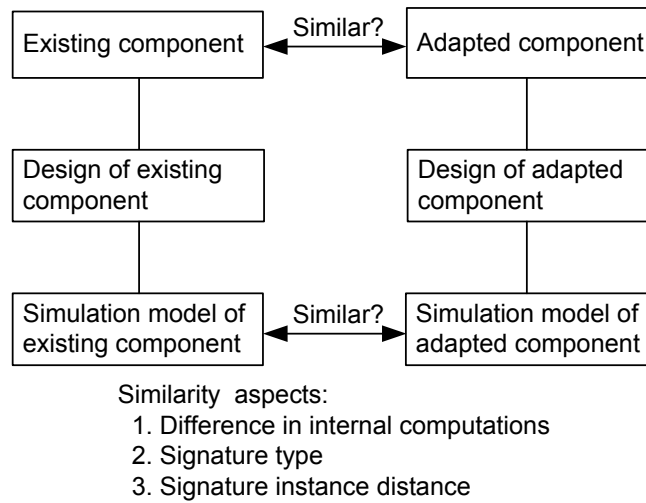 Existing component
Similar?
Adapted component
Design of existing
component
Design of adapted
component
Simulation model of
existing component
Similar?
Simulation model of
adapted component
Similarity aspects:
1. Difference in internal computations
2. Signature type
3. Signature instance distance